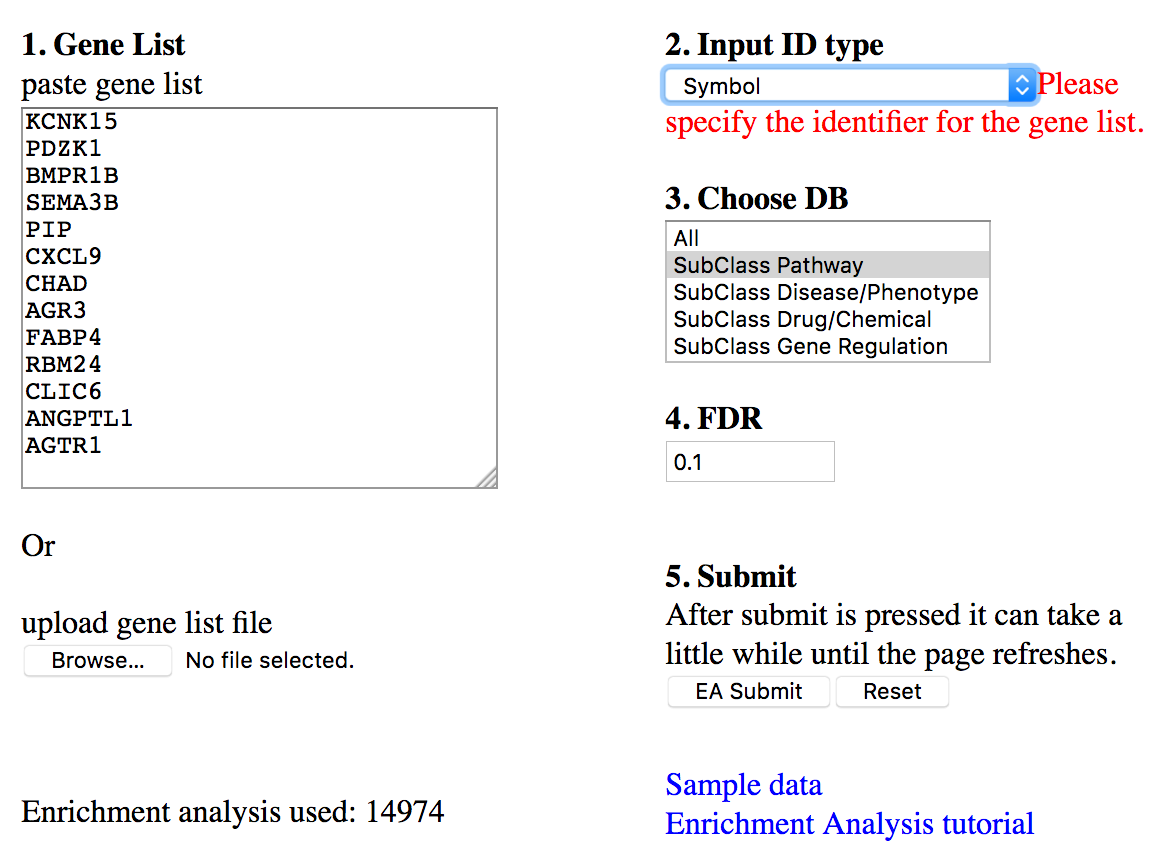 1. Gene List
paste gene list
KCNK15
PDZK1
BMPR1B
SEMA3B
PIP
CXCL9
CHAD
AGR3
FABP4
RBM24
CLIC6
ANGPTL1
AGTR1
Or
upload gene list file
Browse... No file selected.
Enrichment analysis used: 14974
2. Input ID type
Symbol Please
specify the identifier for the gene list.
3. Choose DB
All
SubClass Pathway
SubClass Disease/Phenotype
SubClass Drug/Chemical
SubClass Gene Regulation
4. FDR
0.1
5. Submit
After submit is pressed it can take a
little while until the page refreshes.
EA Submit Reset
Sample data
Enrichment Analysis tutorial